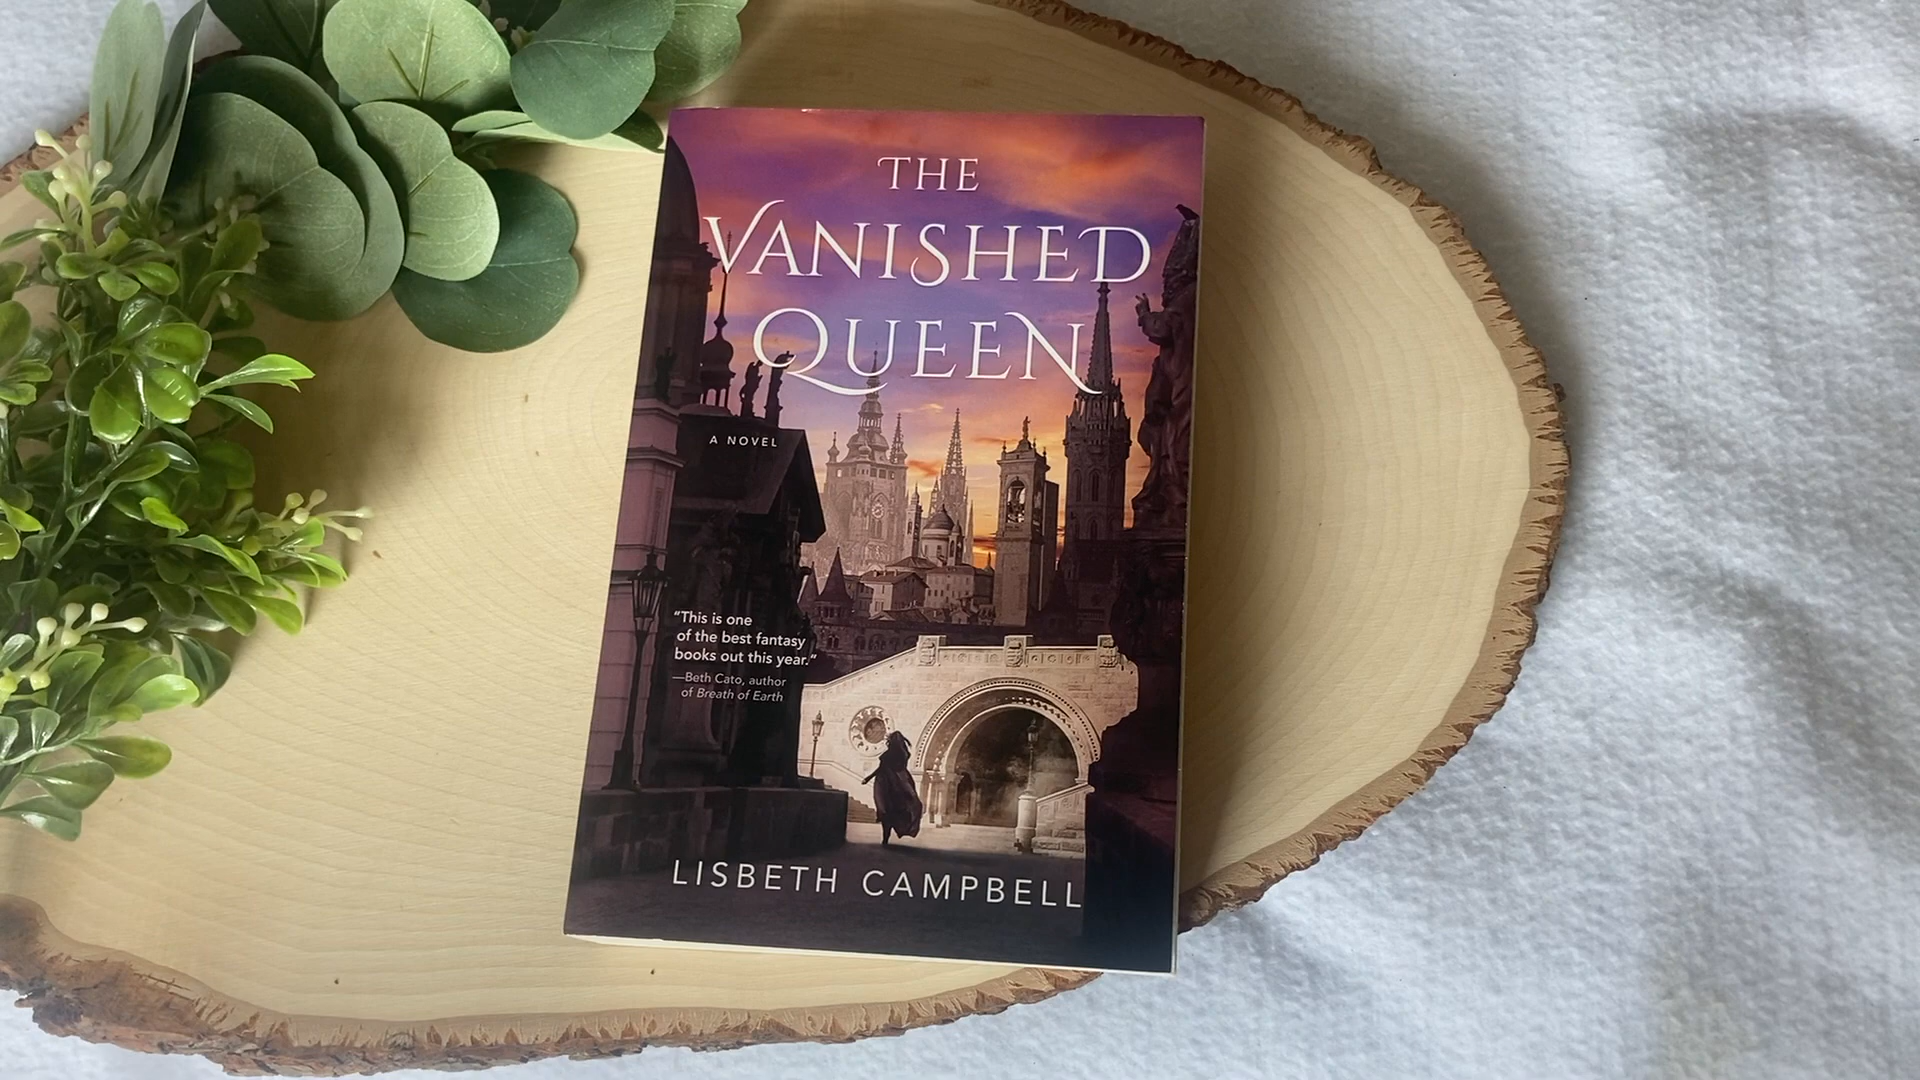 THE
VANISHED
QUEEN
A NOVEL
“This is one
of the best fantasy
books out this year.”
—Beth Cato, author
of Breath of Earth
LISBETH CAMPBELL